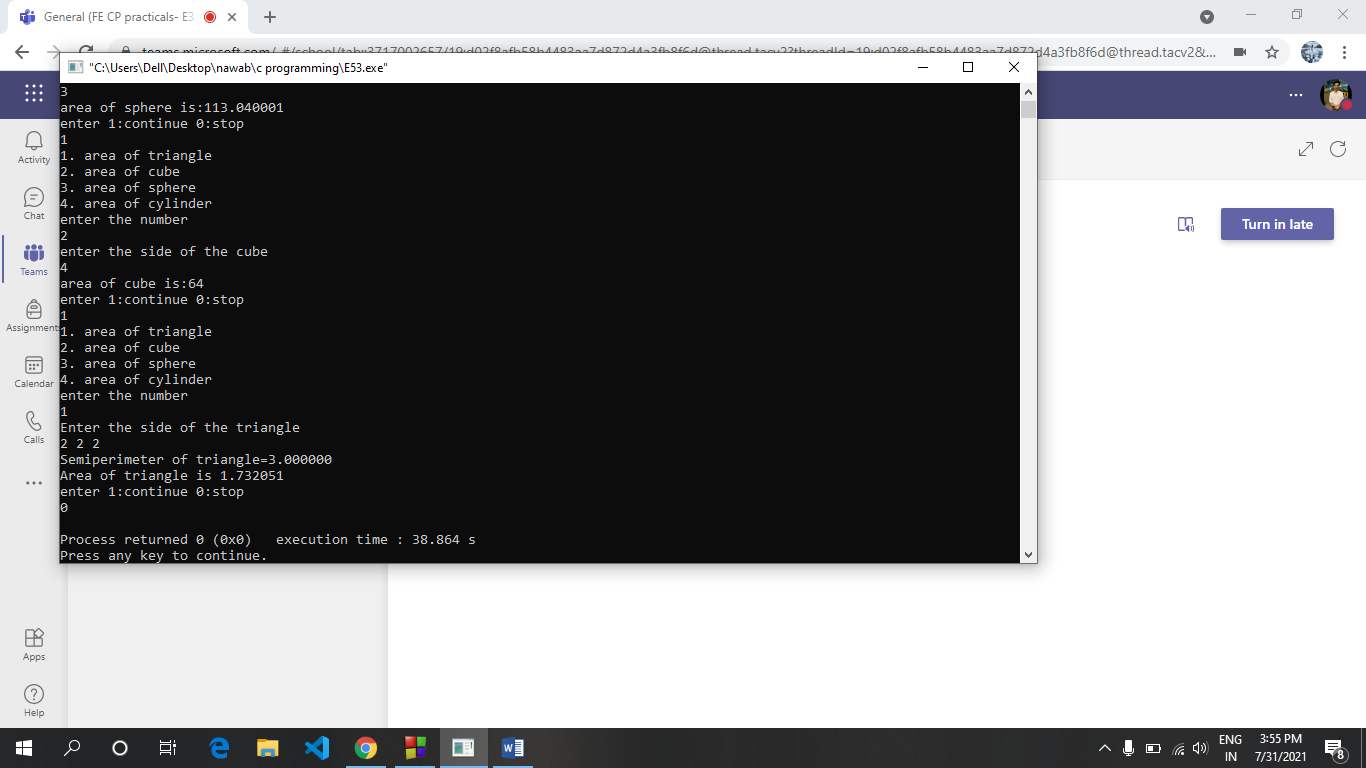 General (FE CP practicals- E3
teams.microsoft.com/_#/school/tab::3717002657/19:d02f8afb58b4483aa7d872d4a3fb8f6d@thread.tacv2?threadId=19:d02f8afb58b4483aa7d872d4a3fb8f6d@thread.tacv2&...
"C:\Users\Dell\Desktop\nawab\c programming\E53.exe"
3
area of sphere is:113.040001
enter 1:continue 0:stop
1
1. area of triangle
2. area of cube
3. area of sphere
4. area of cylinder
enter the number
2
enter the side of the cube
4
area of cube is:64
enter 1:continue 0:stop
1
1. area of triangle
2. area of cube
3. area of sphere
4. area of cylinder
enter the number
1
Enter the side of the triangle
2 2 2
Semiperimeter of triangle=3.000000
Area of triangle is 1.732051
enter 1:continue 0:stop
0
Process returned 0 (0x0)   execution time : 38.864 s
Press any key to continue.
Activity
Chat
Teams
Assignment
Calendar
Calls
Apps
Help
Turn in late
ENG
IN
3:55 PM
7/31/2021
8